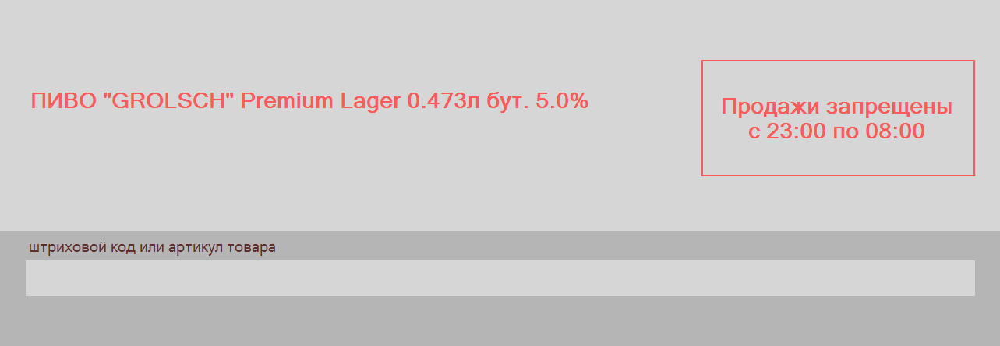 ПИВО "GROLSCH" Premium Lager 0.473л бут. 5.0%
Продажи запрещены
с 23:00 по 08:00
штриховой код или артикул товара